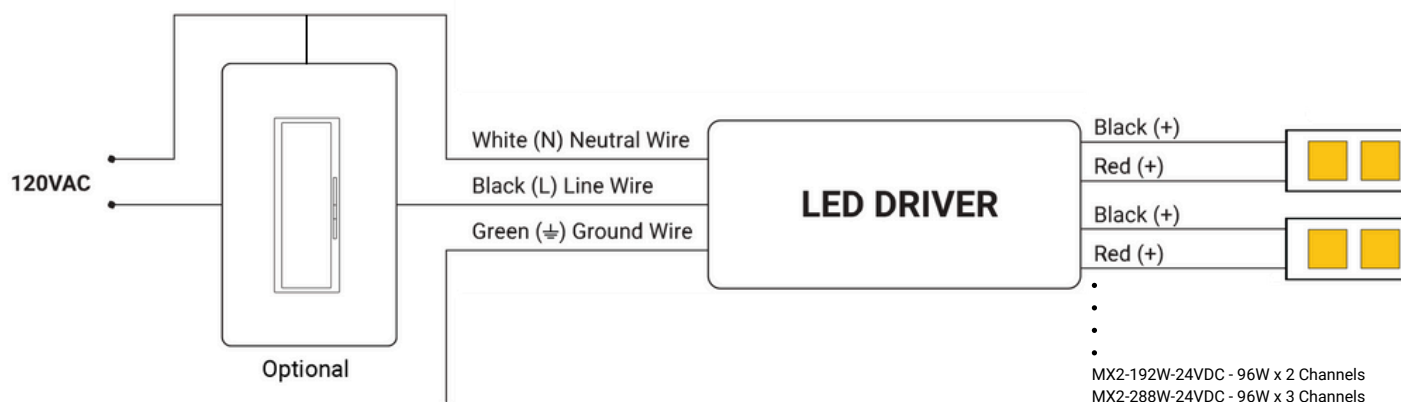 120VAC
Optional
White (N) Neutral Wire
Black (L) Line Wire
Green (⏚) Ground Wire
LED DRIVER
Black (+)
Red (+)
Black (+)
Red (+)
MX2-192W-24VDC - 96W x 2 Channels
MX2-288W-24VDC - 96W x 3 Channels